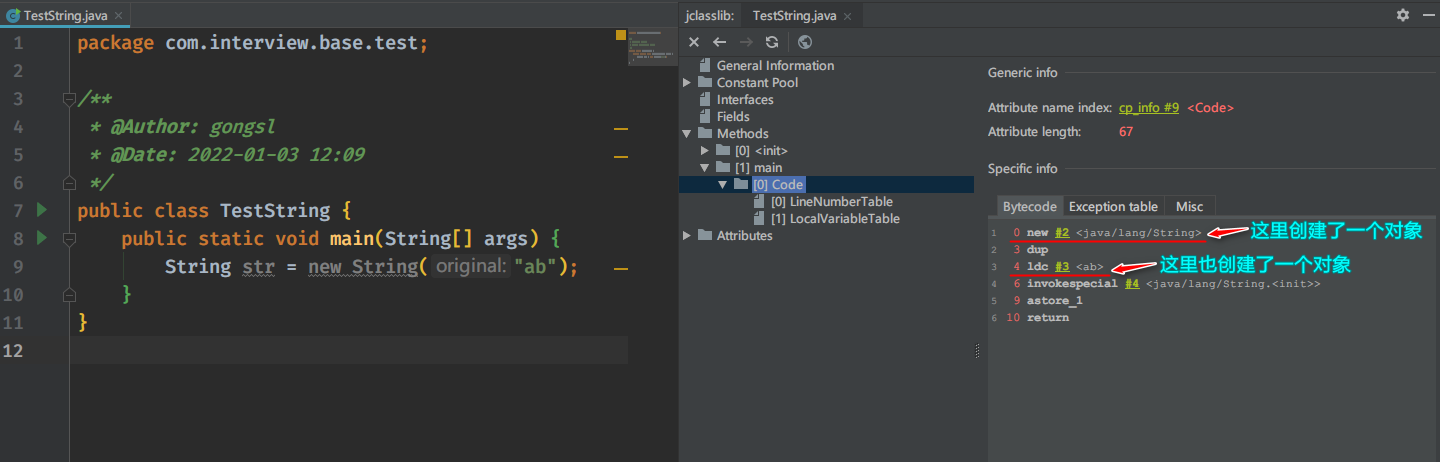 TestString.java
1 package com.interview.base.test;
2
3 /**
4 * @Author: gongsl
5 * @Date: 2022-01-03 12:09
6 */
7 public class TestString {
8 public static void main(String[] args) {
9 String str = new String( original: "ab");
10 }
11 }
12
jclasslib: TestString.java
General Information
Constant Pool
Interfaces
Fields
Methods
[0] <init>
[1] main
[0] Code
[0] LineNumberTable
[1] LocalVariableTable
Attributes
Generic info
Attribute name index: cp_info #9 <Code>
Attribute length: 67
Specific info
Bytecode Exception table Misc
1 0 new #2 <java/lang/String> 这里创建了一个对象
2 3 dup
3 4 ldc #3 <ab> 这里也创建了一个对象
4 6 invokespecial #4 <java/lang/String.<init>>
5 9 astore_1
6 10 return